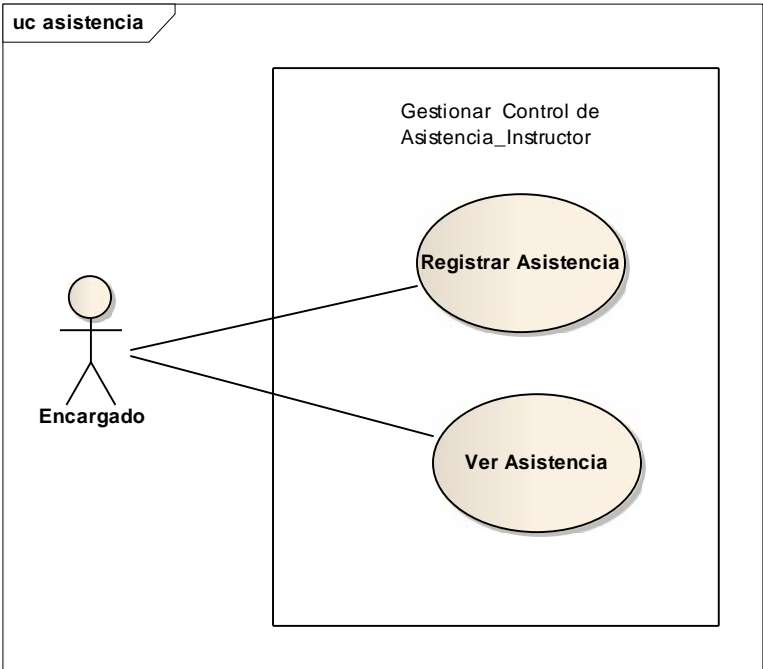 uc asistencia
Gestionar Control de
Asistencia_Instructor
Registrar Asistencia
Encargado
Ver Asistencia